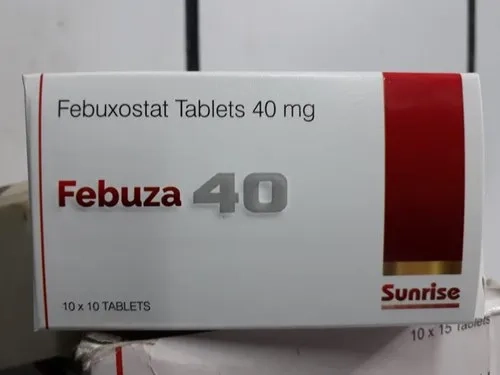 Febuxostat Tablets 40 mg
Febuza 40
10 x 10 TABLETS
Sunrise
10 x 15 Tablets